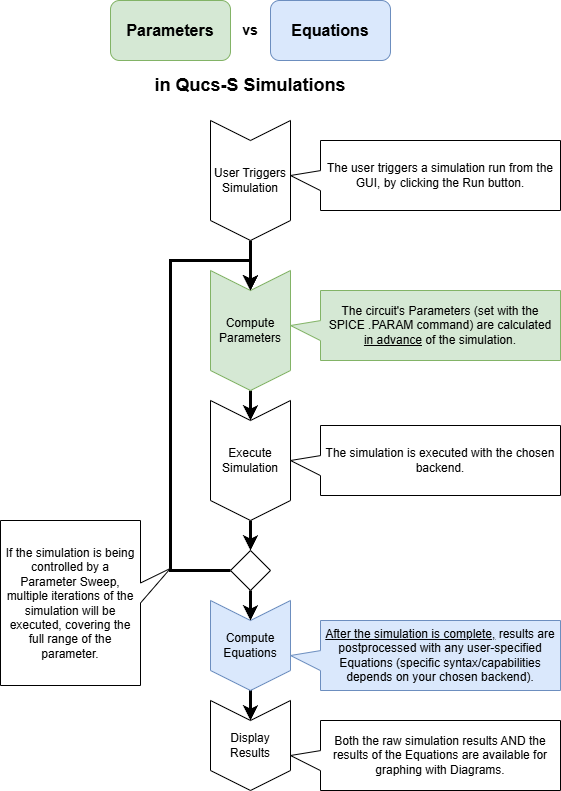 Parameters vs Equations
in Qucs-S Simulations
User Triggers
Simulation
The user triggers a simulation run from the
GUI, by clicking the Run button.
Compute
Parameters
The circuit's Parameters (set with the
SPICE .PARAM command) are calculated
in advance of the simulation.
Execute
Simulation
The simulation is executed with the chosen
backend.
If the simulation is being
controlled by a
Parameter Sweep,
multiple iterations of the
simulation will be
executed, covering the
full range of the
parameter.
Compute
Equations
After the simulation is complete, results are
postprocessed with any user-specified
Equations (specific syntax/capabilities
depends on your chosen backend).
Display
Results
Both the raw simulation results AND the
results of the Equations are available for
graphing with Diagrams.